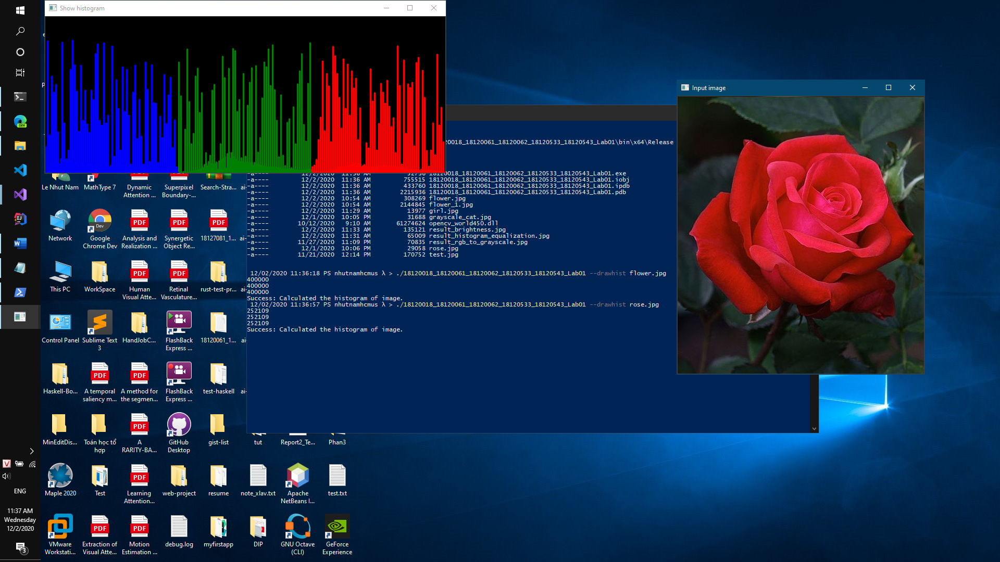 Show histogram
Input image
20018_18120061_18120062_18120533_18120543_Lab01\bin\x64\Release
-a---- 12/2/2020 11:36 AM 52736 18120018_18120061_18120062_18120533_18120543_Lab01.exe
-a---- 12/2/2020 11:36 AM 755515 18120018_18120061_18120062_18120533_18120543_Lab01.iobj
-a---- 12/2/2020 11:36 AM 433760 18120018_18120061_18120062_18120533_18120543_Lab01.ipdb
-a---- 12/2/2020 11:36 AM 2215936 18120018_18120061_18120062_18120533_18120543_Lab01.pdb
-a---- 12/2/2020 10:54 AM 308269 flower.jpg
-a---- 12/2/2020 10:54 AM 2144845 flower_1.jpg
-a---- 12/2/2020 11:29 AM 13977 girl.jpg
-a---- 12/1/2020 10:05 PM 31688 grayscale_cat.jpg
-a---- 10/12/2020 9:10 AM 61274624 opencv_world450.dll
-a---- 12/2/2020 11:33 AM 135121 result_brightness.jpg
-a---- 12/2/2020 11:31 AM 65009 result_histogram_equalization.jpg
-a---- 11/27/2020 11:09 PM 70835 result_rgb_to_grayscale.jpg
-a---- 12/1/2020 10:06 PM 29058 rose.jpg
-a---- 11/21/2020 12:14 PM 170752 test.jpg
12/02/2020 11:36:18 PS nhutnamhcmus λ > ./18120018_18120061_18120062_18120533_18120543_Lab01 --drawhist flower.jpg
400000
400000
400000
Success: Calculated the histogram of image.
12/02/2020 11:36:57 PS nhutnamhcmus λ > ./18120018_18120061_18120062_18120533_18120543_Lab01 --drawhist rose.jpg
252109
252109
252109
Success: Calculated the histogram of image.
Le Nhut Nam
MathType 7
Dynamic
Attention ...
Superpixel
Boundary-...
Search-Stra...
ai-
Network
Google
Chrome Dev
Analysis and
Realization ...
Synergetic
Object Re...
18127081_1...
ai-
This PC
WorkSpace
Human
Visual Atte...
Retinal
Vasculature...
rust-test-pr...
ai-
Control Panel
Sublime Text
3
HandJobC...
FlashBack
Express ...
18120061_1...
ai-
Haskell-Bo...
A temporal
saliency m...
A method for
the segmen...
FlashBack
Express ...
test-haskell
ai-
MinEditDis...
Toán học tổ
hợp
A
RARITY-BA...
GitHub
Desktop
gist-list
tut
Report2_Te...
Phan3
Maple 2020
Test
Learning
Attention...
web-project
resume
note_xlav.txt
Apache
NetBeans I...
test.txt
VMware
Workstati...
Extraction of
Visual Atte...
Motion
Estimation ...
debug.log
myfirstapp
DIP
GNU Octave
(CLI)
GeForce
Experience
ENG
11:37 AM
Wednesday
12/2/2020
3